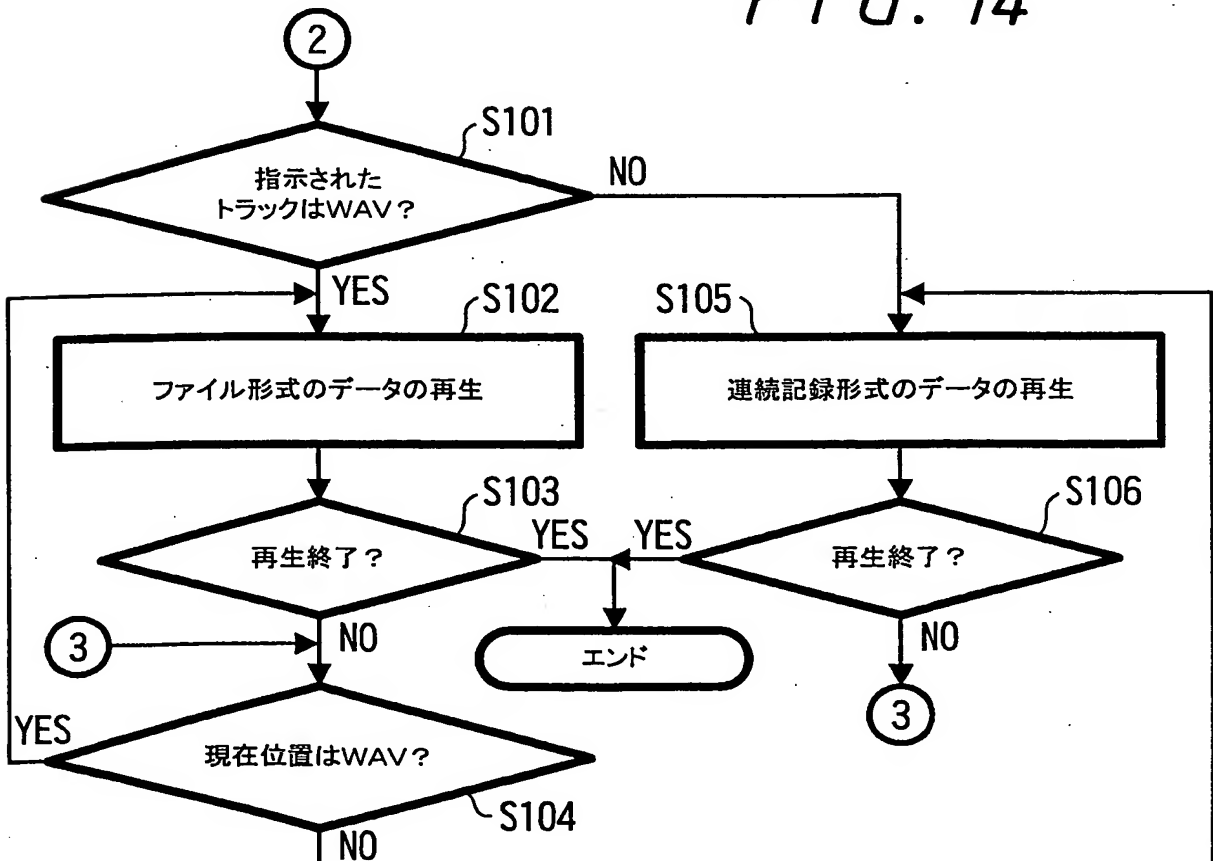 FIG. 14
2
S101
指示された
トラックはWAV?
NO
YES
S102
S105
ファイル形式のデータの再生
連続記録形式のデータの再生
S103
S106
YES
YES
再生終了?
再生終了?
3
NO
エンド
NO
3
YES
現在位置はWAV?
S104
NO